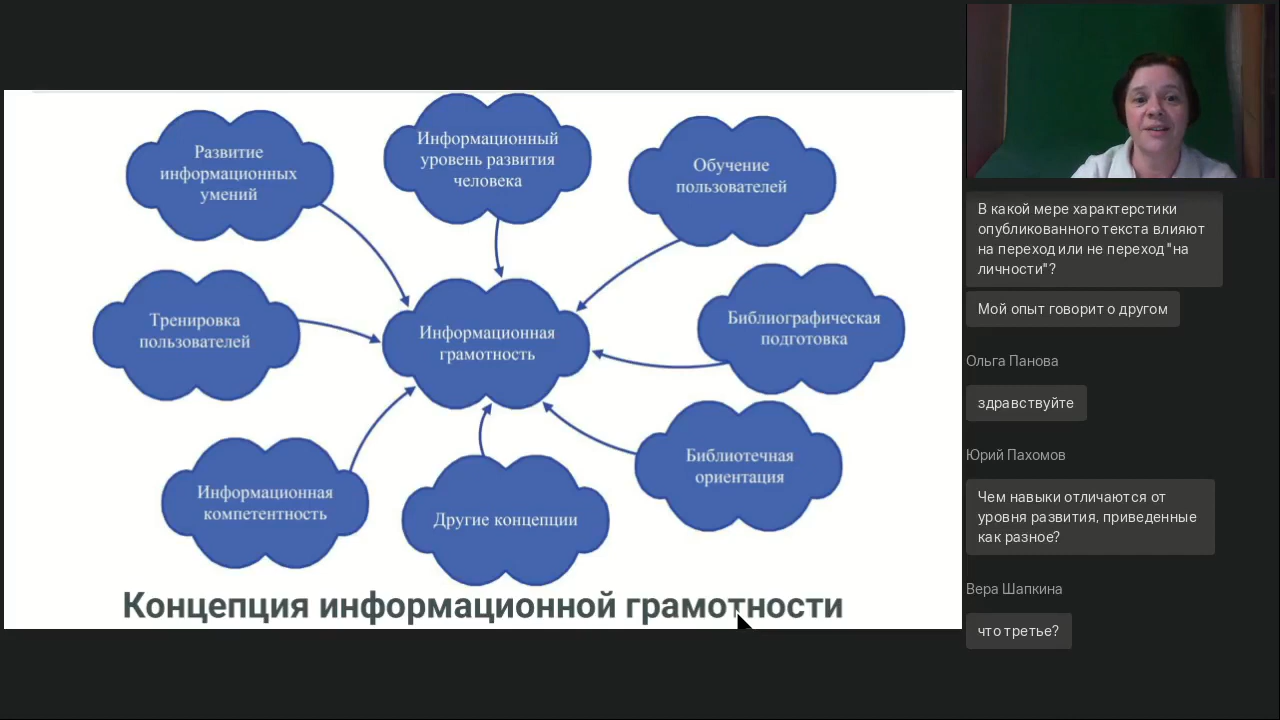 Развитие
информационных
умений
Информационный
уровень развития
человека
Обучение
пользователей
Тренировка
пользователей
Информационная
грамотность
Библиографическая
подготовка
Информационная
компетентность
Другие концепции
Библиотечная
ориентация
Концепция информационной грамотности
В какой мере характерстики
опубликованного текста влияют
на переход или не переход "на
личности"?
Мой опыт говорит о другом
Ольга Панова
здравствуйте
Юрий Пахомов
Чем навыки отличаются от
уровня развития, приведенные
как разное?
Вера Шапкина
что третье?